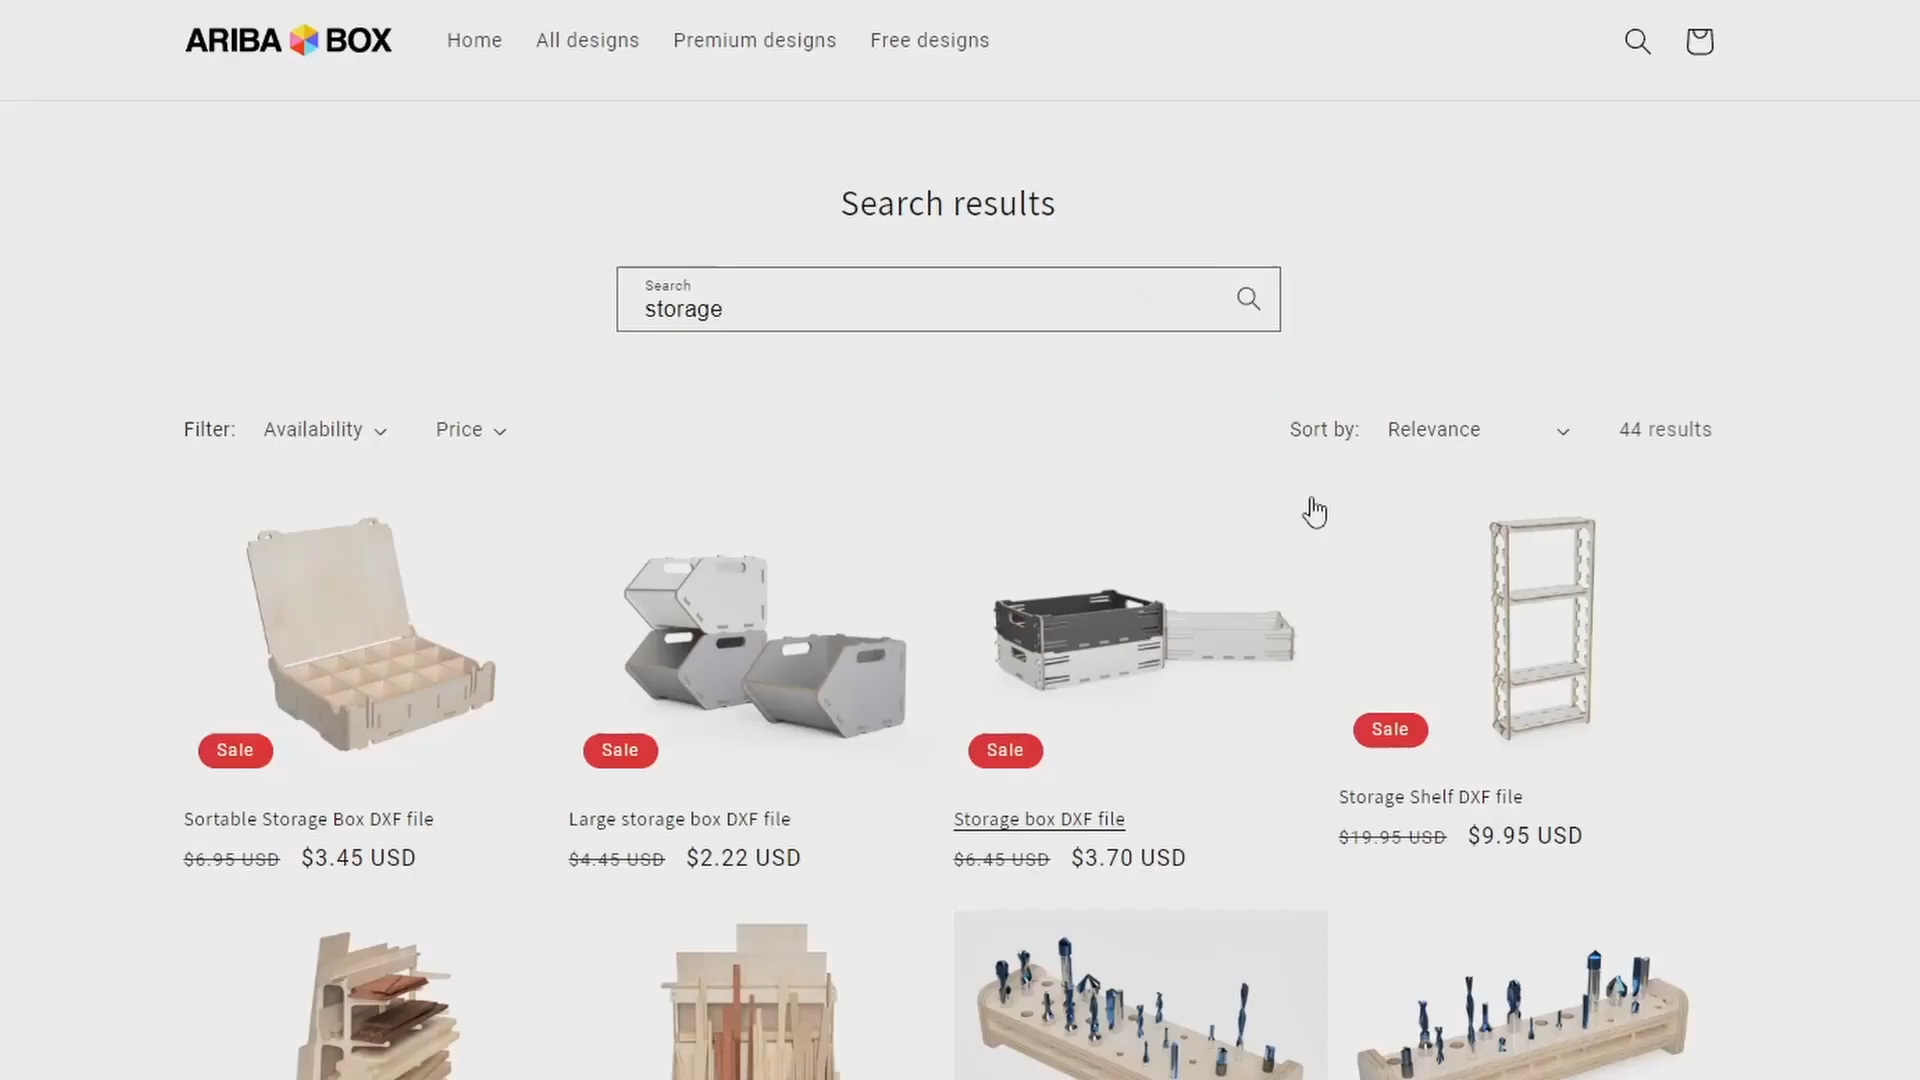 ARIBA BOX
Home
All designs
Premium designs
Free designs
Search results
Search
storage
Filter:
Availability
Price
Sort by:
Relevance
44 results
Sale
Sale
Sale
Sale
Sortable Storage Box DXF file
$6.95 USD $3.45 USD
Large storage box DXF file
$4.45 USD $2.22 USD
Storage box DXF file
$6.45 USD $3.70 USD
Storage Shelf DXF file
$19.95 USD $9.95 USD